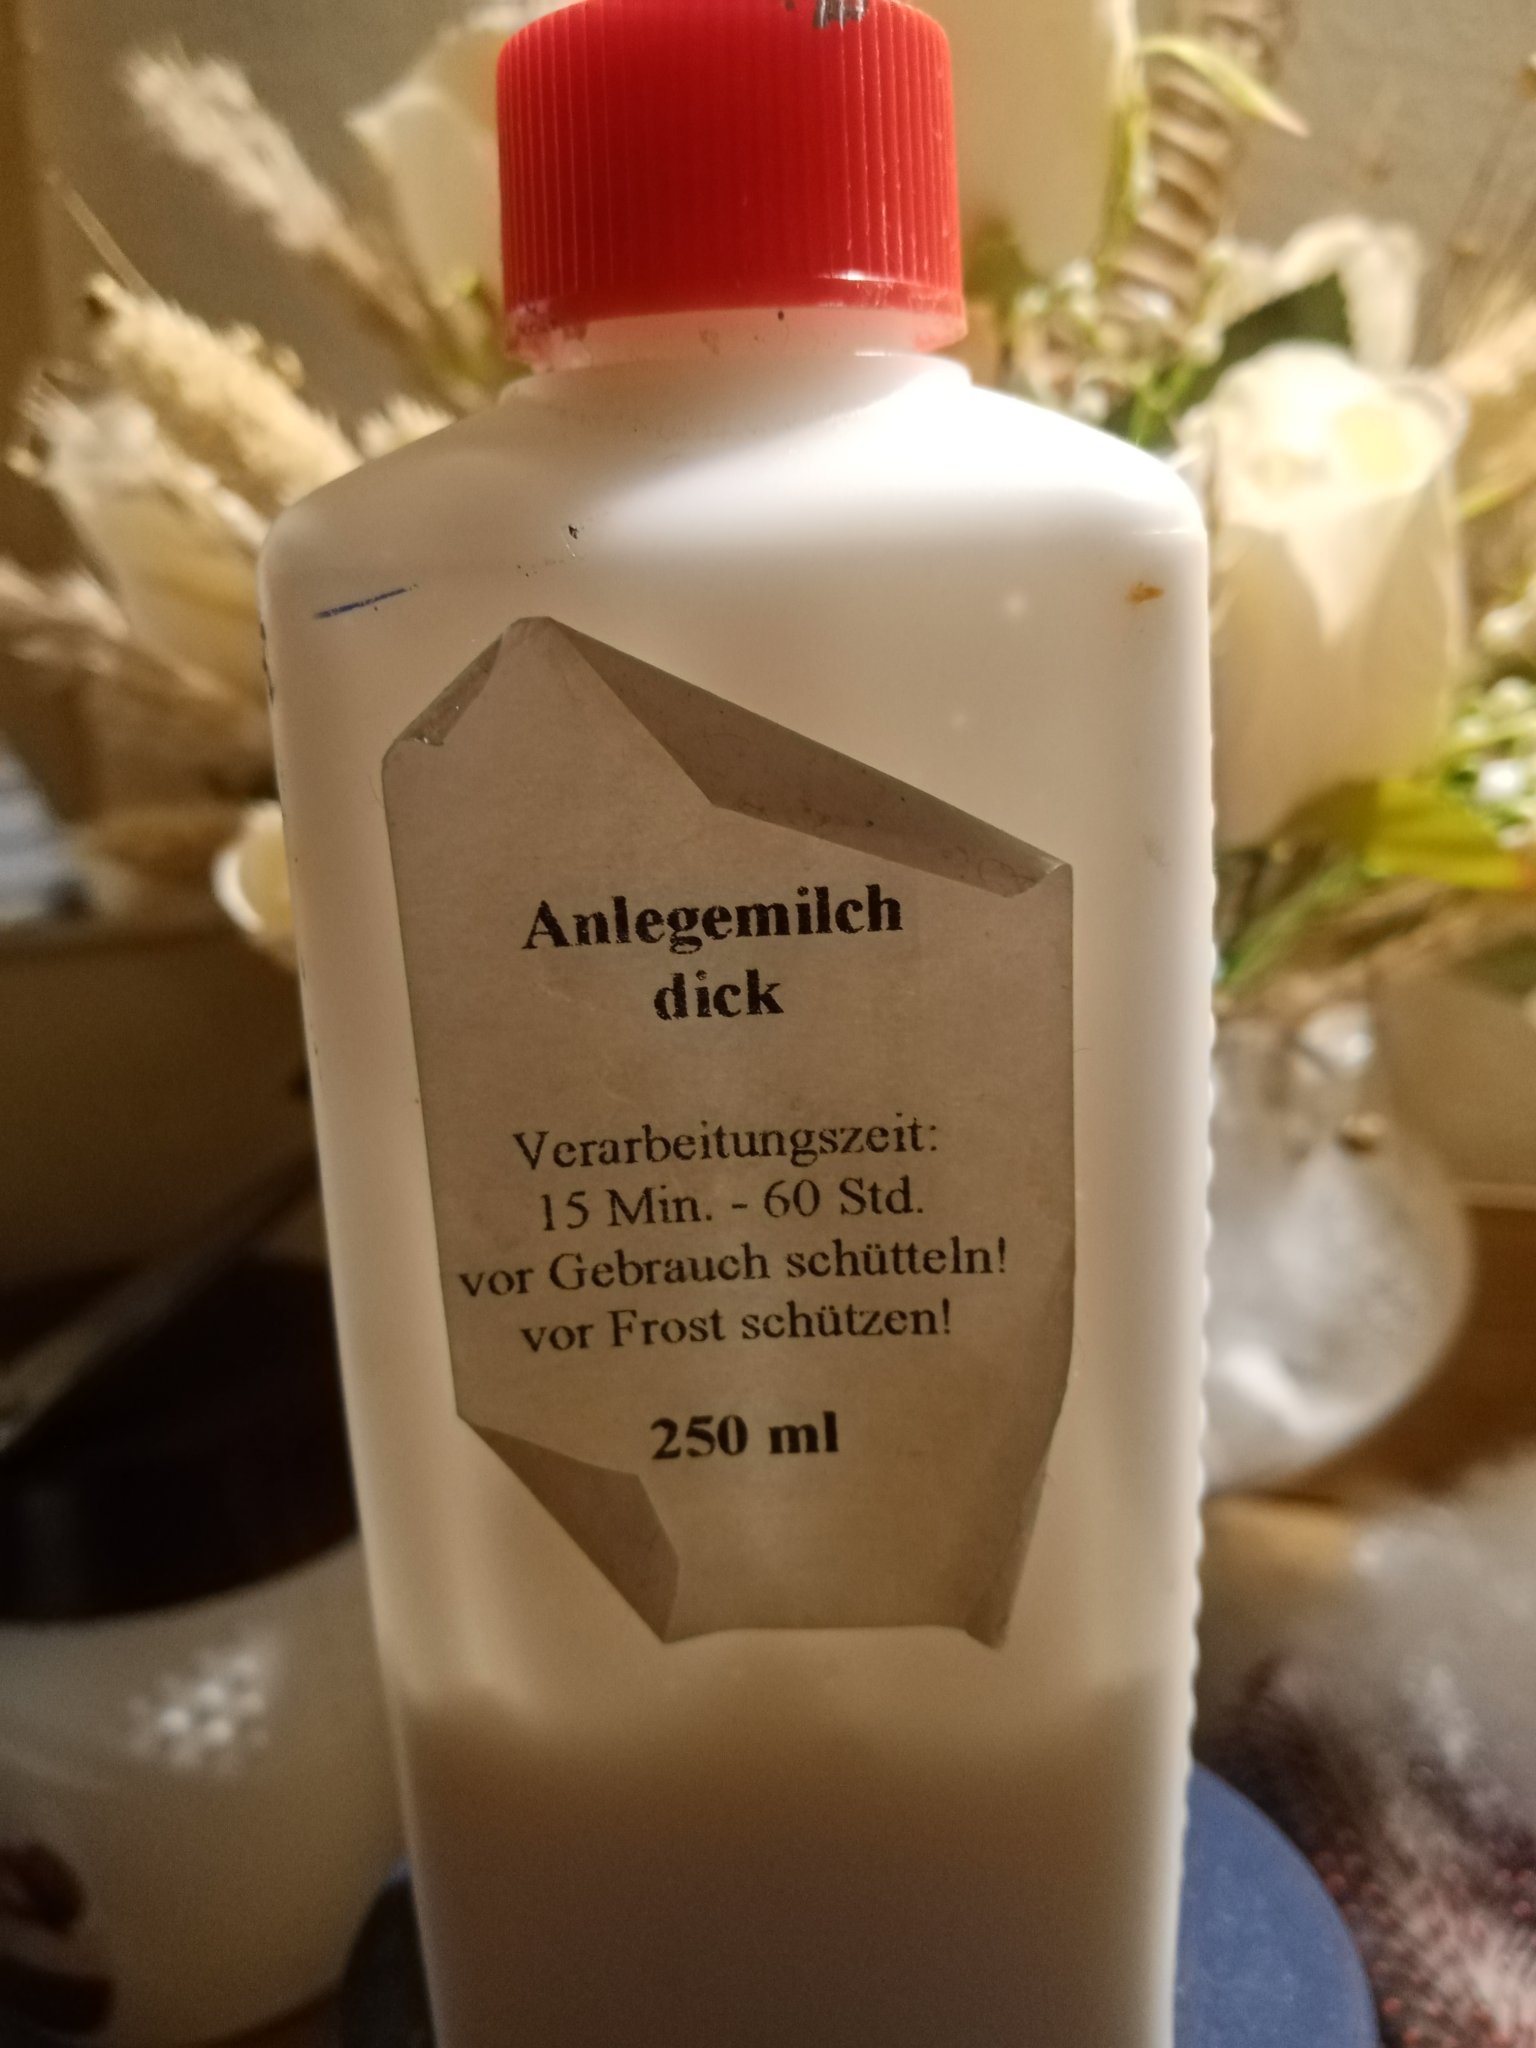 Anlegemilch
dick
Verarbeitungszeit:
15 Min. - 60 Std.
vor Gebrauch schütteln!
vor Frost schützen!
250 ml